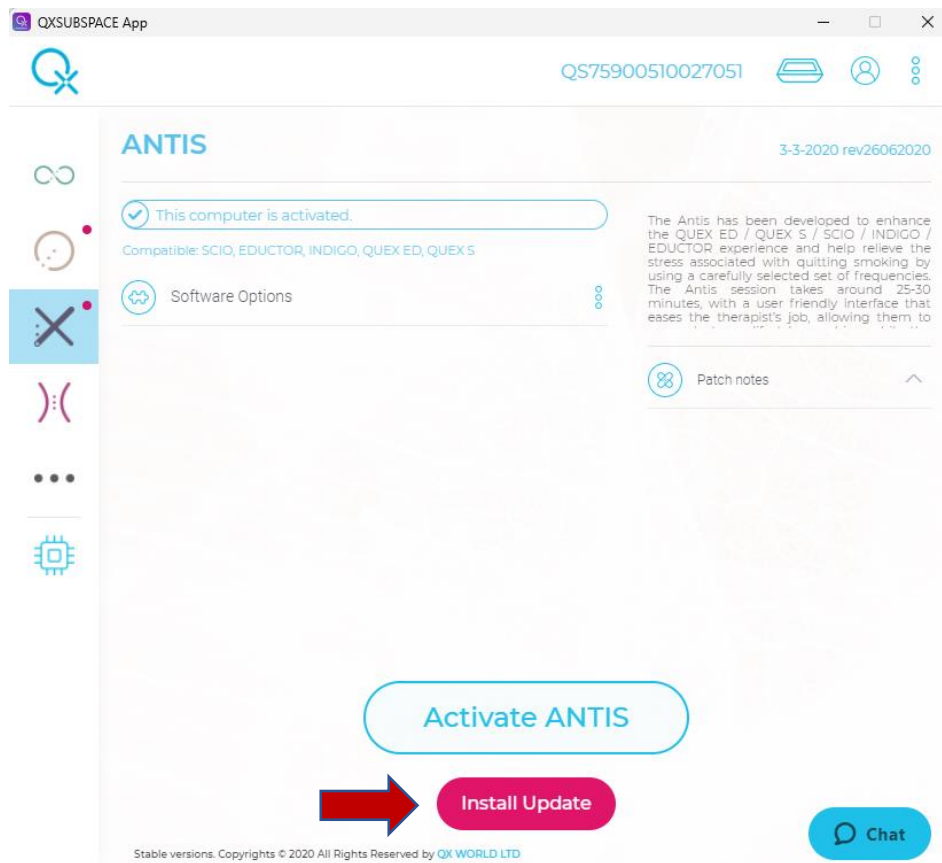 QXSUBSPACE App
QS75900510027051
ANTIS
3-3-2020 rev26062020
This computer is activated.
Compatible: SCIO, EDUCTOR, INDIGO, QUEX ED, QUEX S
Software Options
The Antis has been developed to enhance
the QUEX ED / QUEX S / SCIO / INDIGO /
EDUCTOR experience and help relieve the
stress associated with quitting smoking by
using a carefully selected set of frequencies.
The Antis session takes around 25-30
minutes, with a user friendly interface that
eases the therapist's job, allowing them to
Patch notes
Activate ANTIS
Install Update
Chat
Stable versions. Copyrights © 2020 All Rights Reserved by QX WORLD LTD